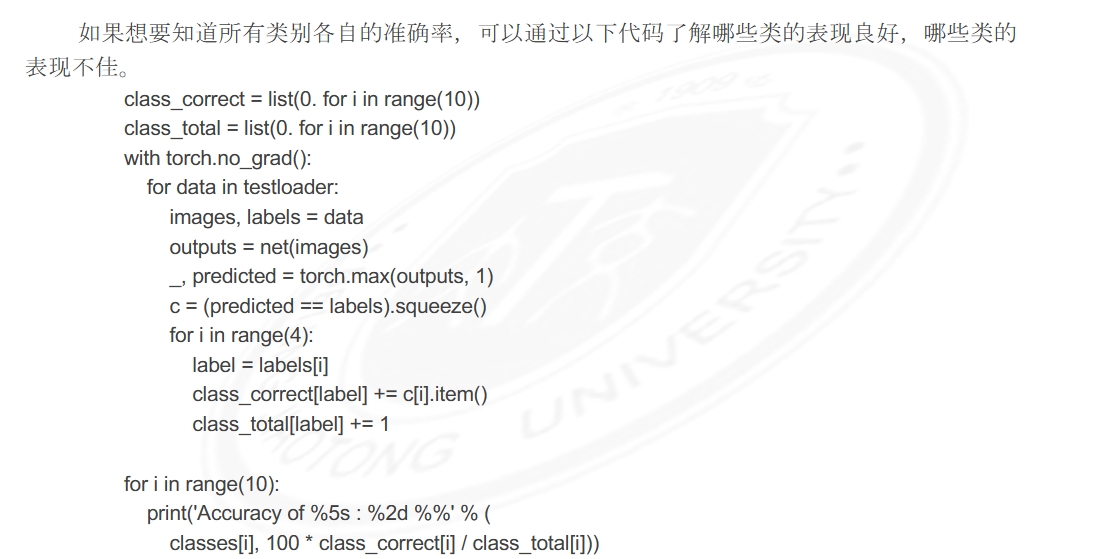 如果想要知道所有类别各自的准确率，可以通过以下代码了解哪些类的表现良好，哪些类的
表现不佳。
class_correct = list(0. for i in range(10))
class_total = list(0. for i in range(10))
with torch.no_grad():
for data in testloader:
images, labels = data
outputs = net(images)
_, predicted = torch.max(outputs, 1)
c = (predicted == labels).squeeze()
for i in range(4):
label = labels[i]
class_correct[label] += c[i].item()
class_total[label] += 1
for i in range(10):
print('Accuracy of %5s : %2d %%' % (
classes[i], 100 * class_correct[i] / class_total[i]))
1909
OTONG UNIVERSITY